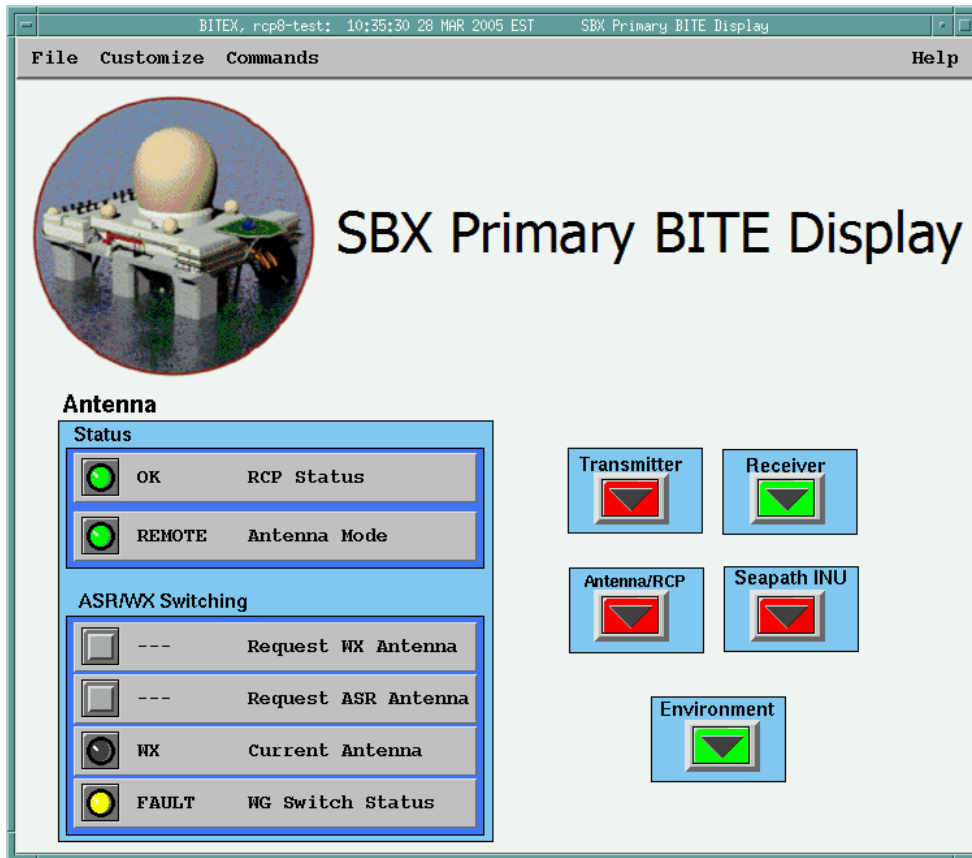 BITEX, rcp8-test: 10:35:30 28 MAR 2005 EST SBX Primary BITE Display
File Customize Commands Help
SBX Primary BITE Display
Antenna
Status
OK RCP Status
REMOTE Antenna Mode
ASR/WX Switching
--- Request WX Antenna
--- Request ASR Antenna
WX Current Antenna
FAULT WG Switch Status
Transmitter Receiver
Antenna/RCP Seapath INU
Environment